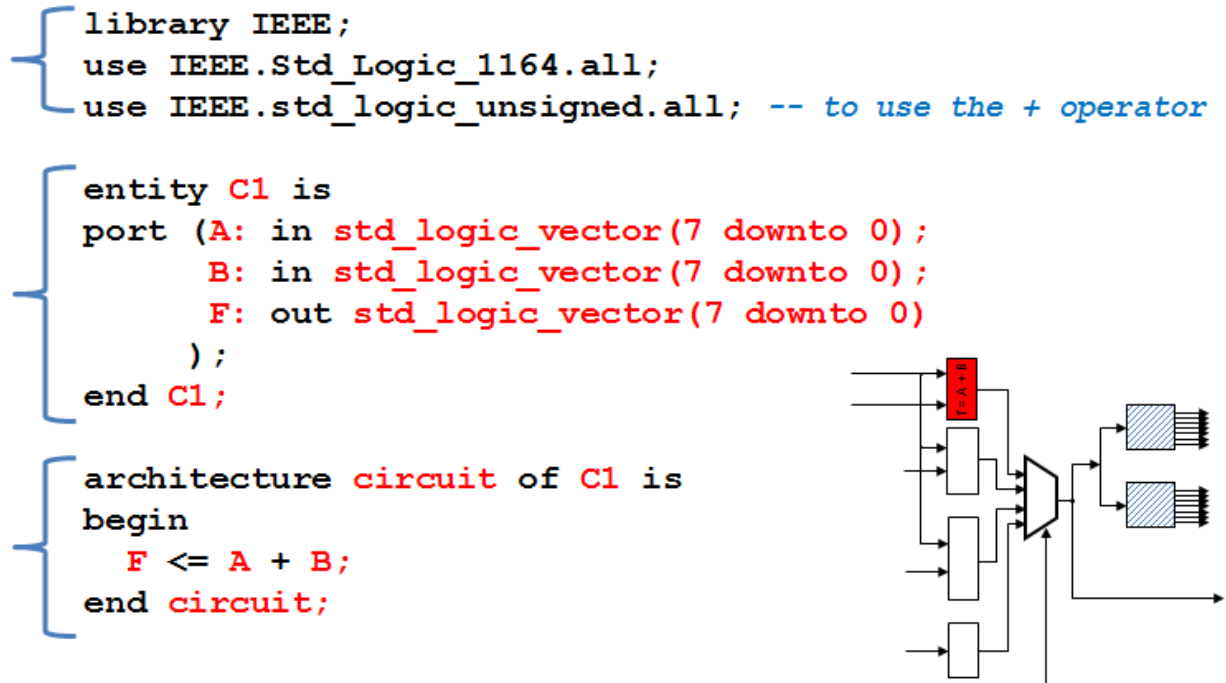 library IEEE;
use IEEE.Std_Logic_1164.all;
use IEEE.std_logic_unsigned.all; -- to use the + operator
entity C1 is
port (A: in std_logic_vector(7 downto 0);
B: in std_logic_vector(7 downto 0);
F: out std_logic_vector(7 downto 0)
);
end C1;
architecture circuit of C1 is
begin
F <= A + B;
end circuit;
= A + B